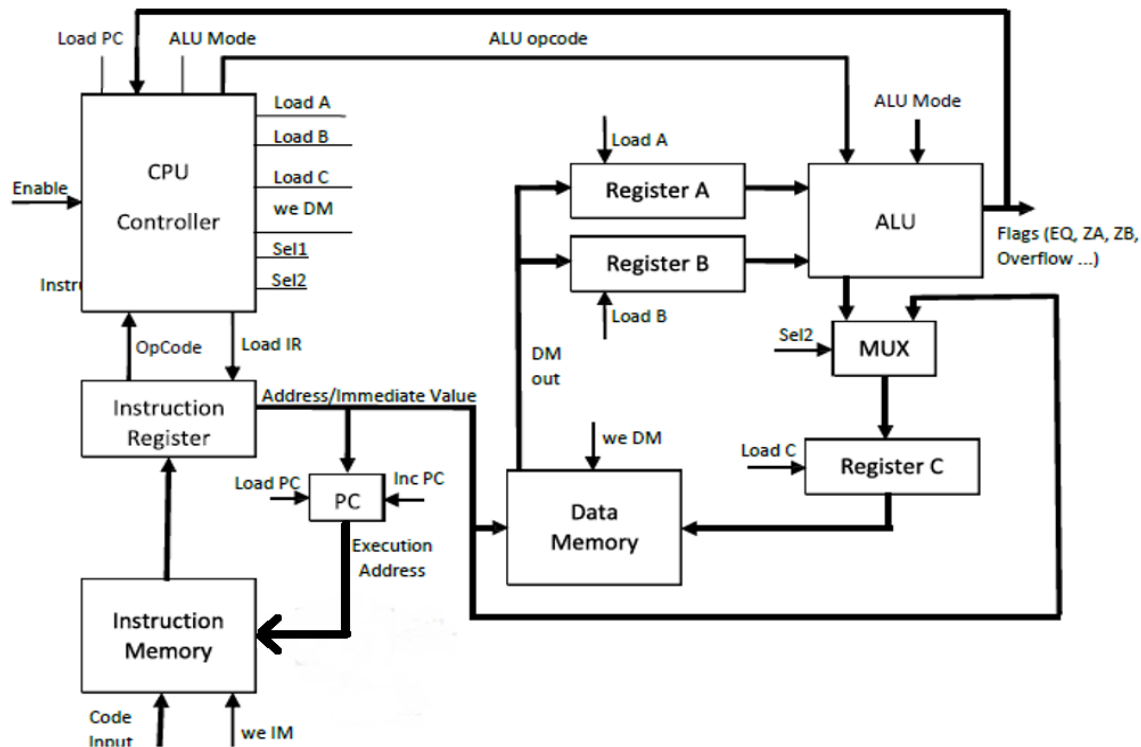 Load PC
ALU Mode
ALU opcode
Load A
Load B
Load C
we DM
Sel1
Sel2
CPU
Controller
Enable
OpCode
Load IR
Instruction
Register
Address/Immediate Value
Load PC
Inc PC
PC
Execution
Address
Instruction
Memory
Code
Input
we IM
Load A
Register A
Register B
Load B
DM
out
we DM
Data
Memory
ALU Mode
ALU
Flags (EQ, ZA, ZB,
Overflow ...)
Sel2
MUX
Load C
Register C